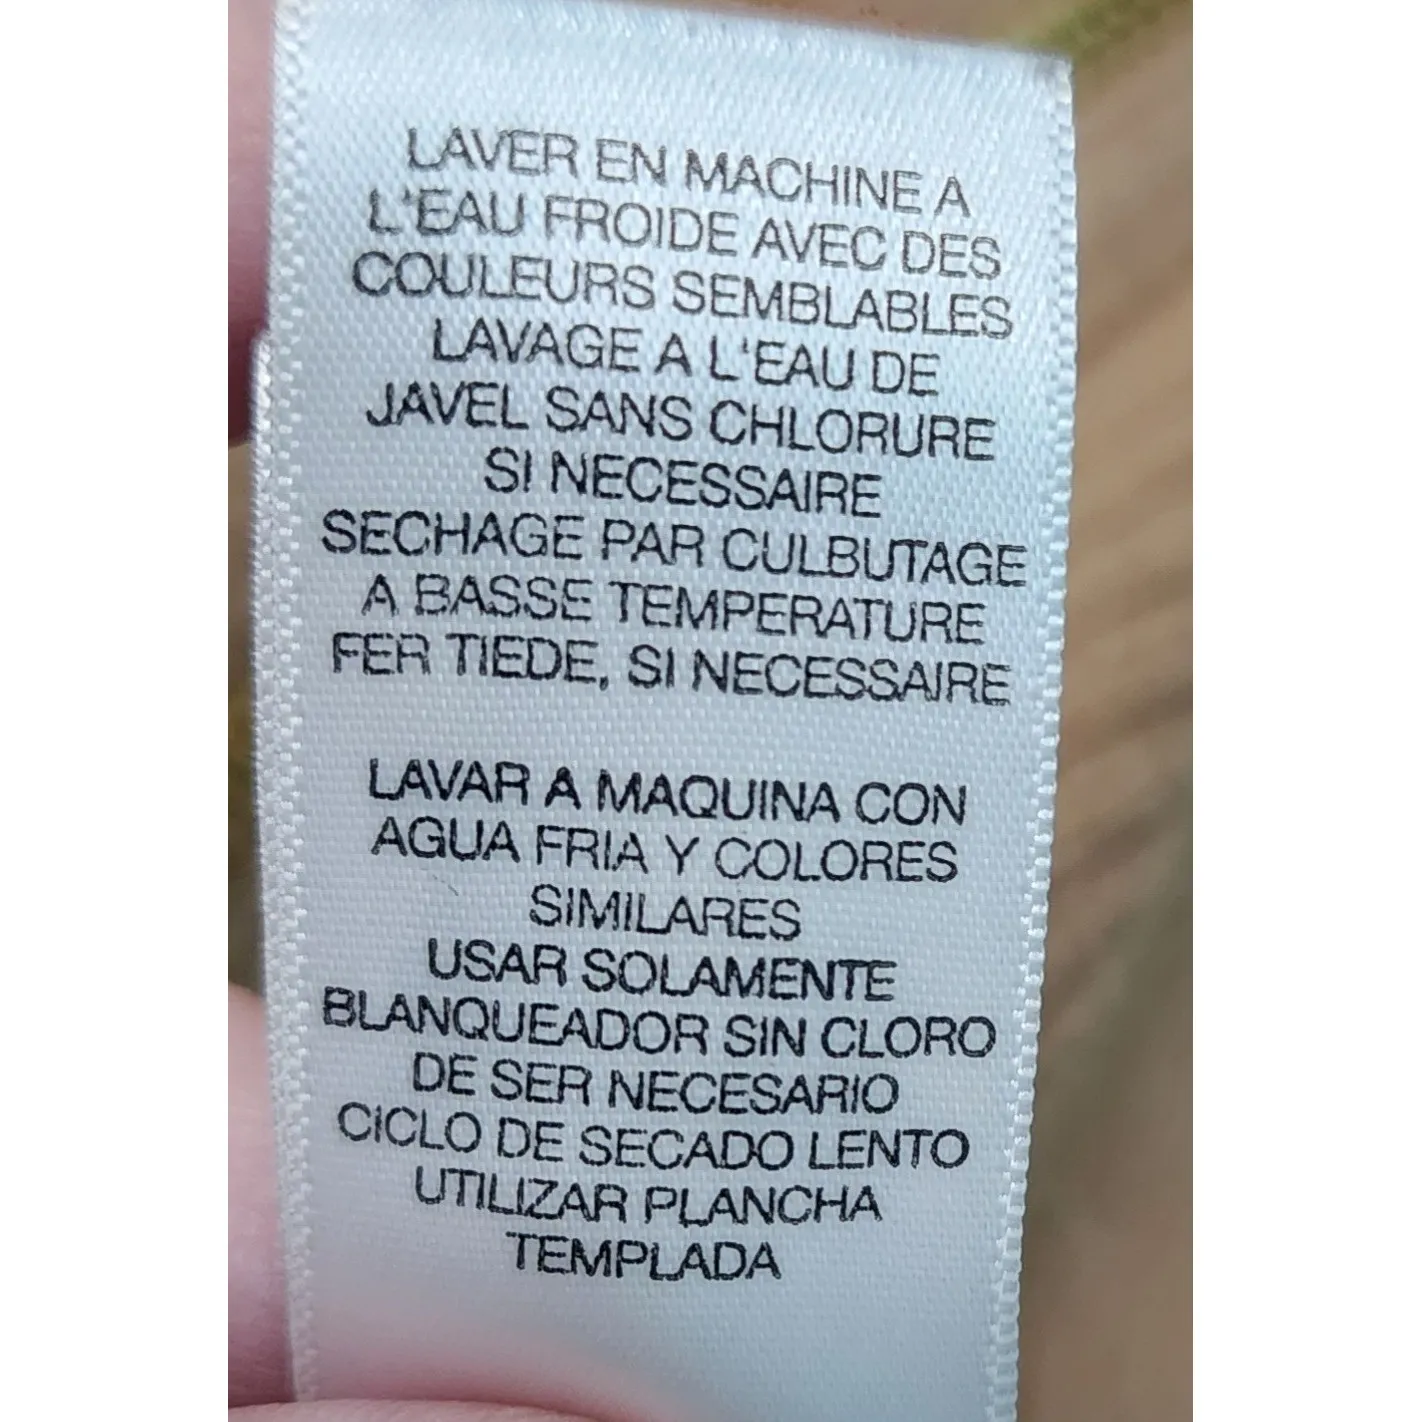 LAVER EN MACHINE A
L'EAU FROIDE AVEC DES
COULEURS SEMBLABLES
LAVAGE A L'EAU DE
JAVEL SANS CHLORURE
SI NECESSAIRE
SECHAGE PAR CULBUTAGE
A BASSE TEMPERATURE
FER TIEDE, SI NECESSAIRE
LAVAR A MAQUINA CON
AGUA FRIA Y COLORES
SIMILARES
USAR SOLAMENTE
BLANQUEADOR SIN CLORO
DE SER NECESARIO
CICLO DE SECADO LENTO
UTILIZAR PLANCHA
TEMPLADA